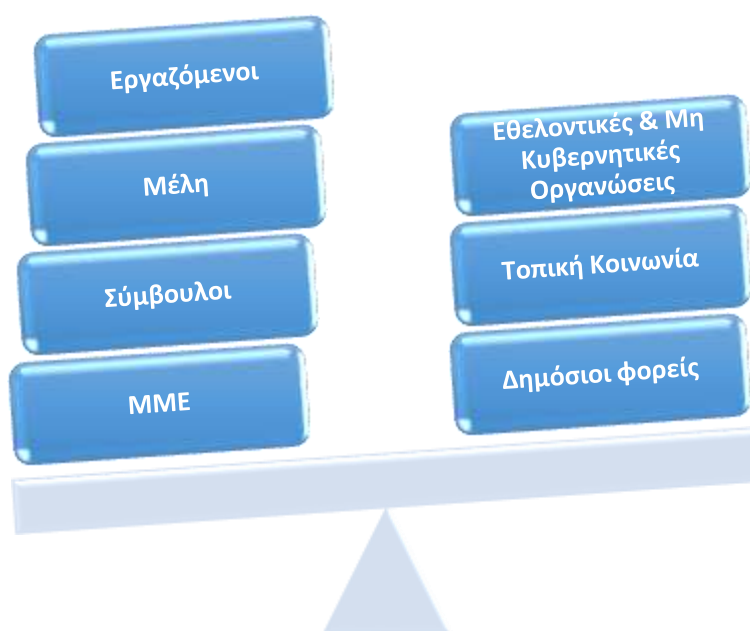 Εργαζόμενοι
Μέλη
Σύμβουλοι
ΜΜΕ
Εθελοντικές & Μη
Κυβερνητικές
Οργανώσεις
Τοπική Κοινωνία
Δημόσιοι φορείς